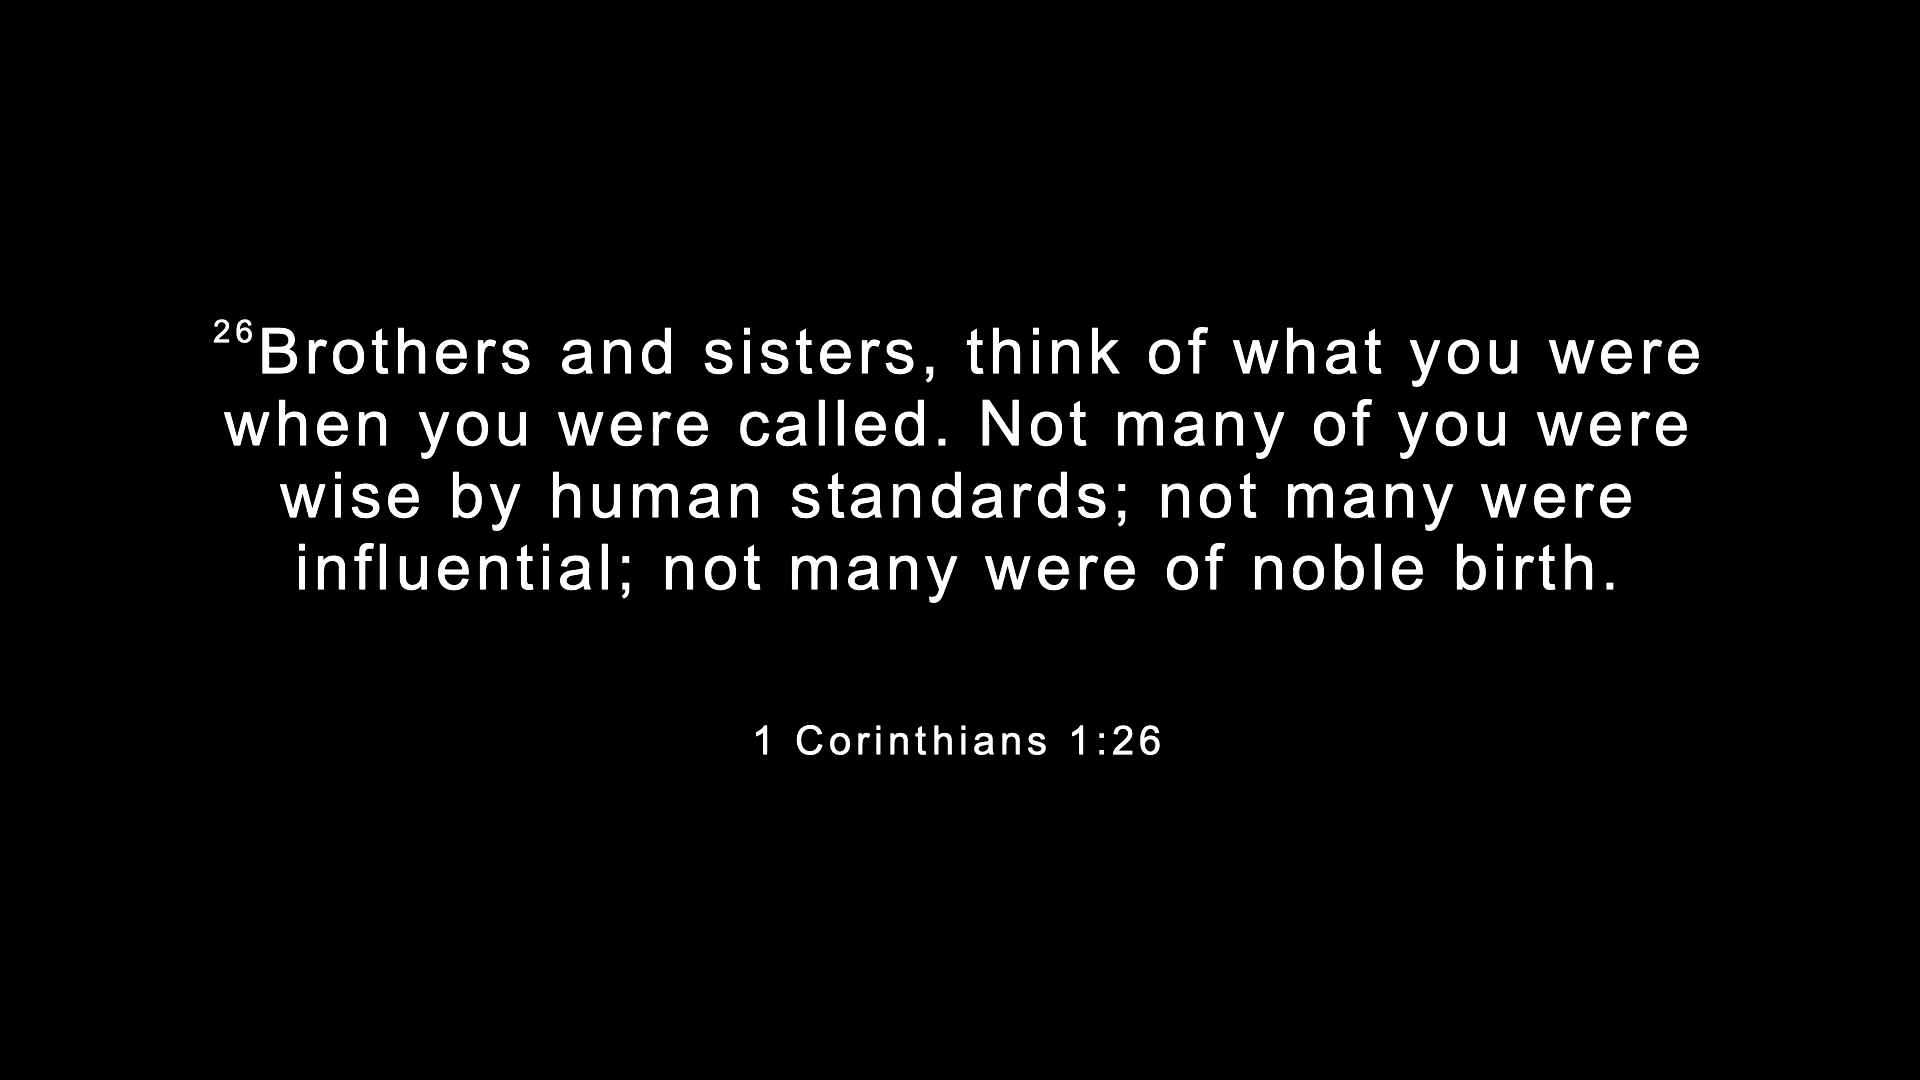 26Brothers and sisters, think of what you were
when you were called. Not many of you were
wise by human standards; not many were
influential; not many were of noble birth.
1 Corinthians 1:26